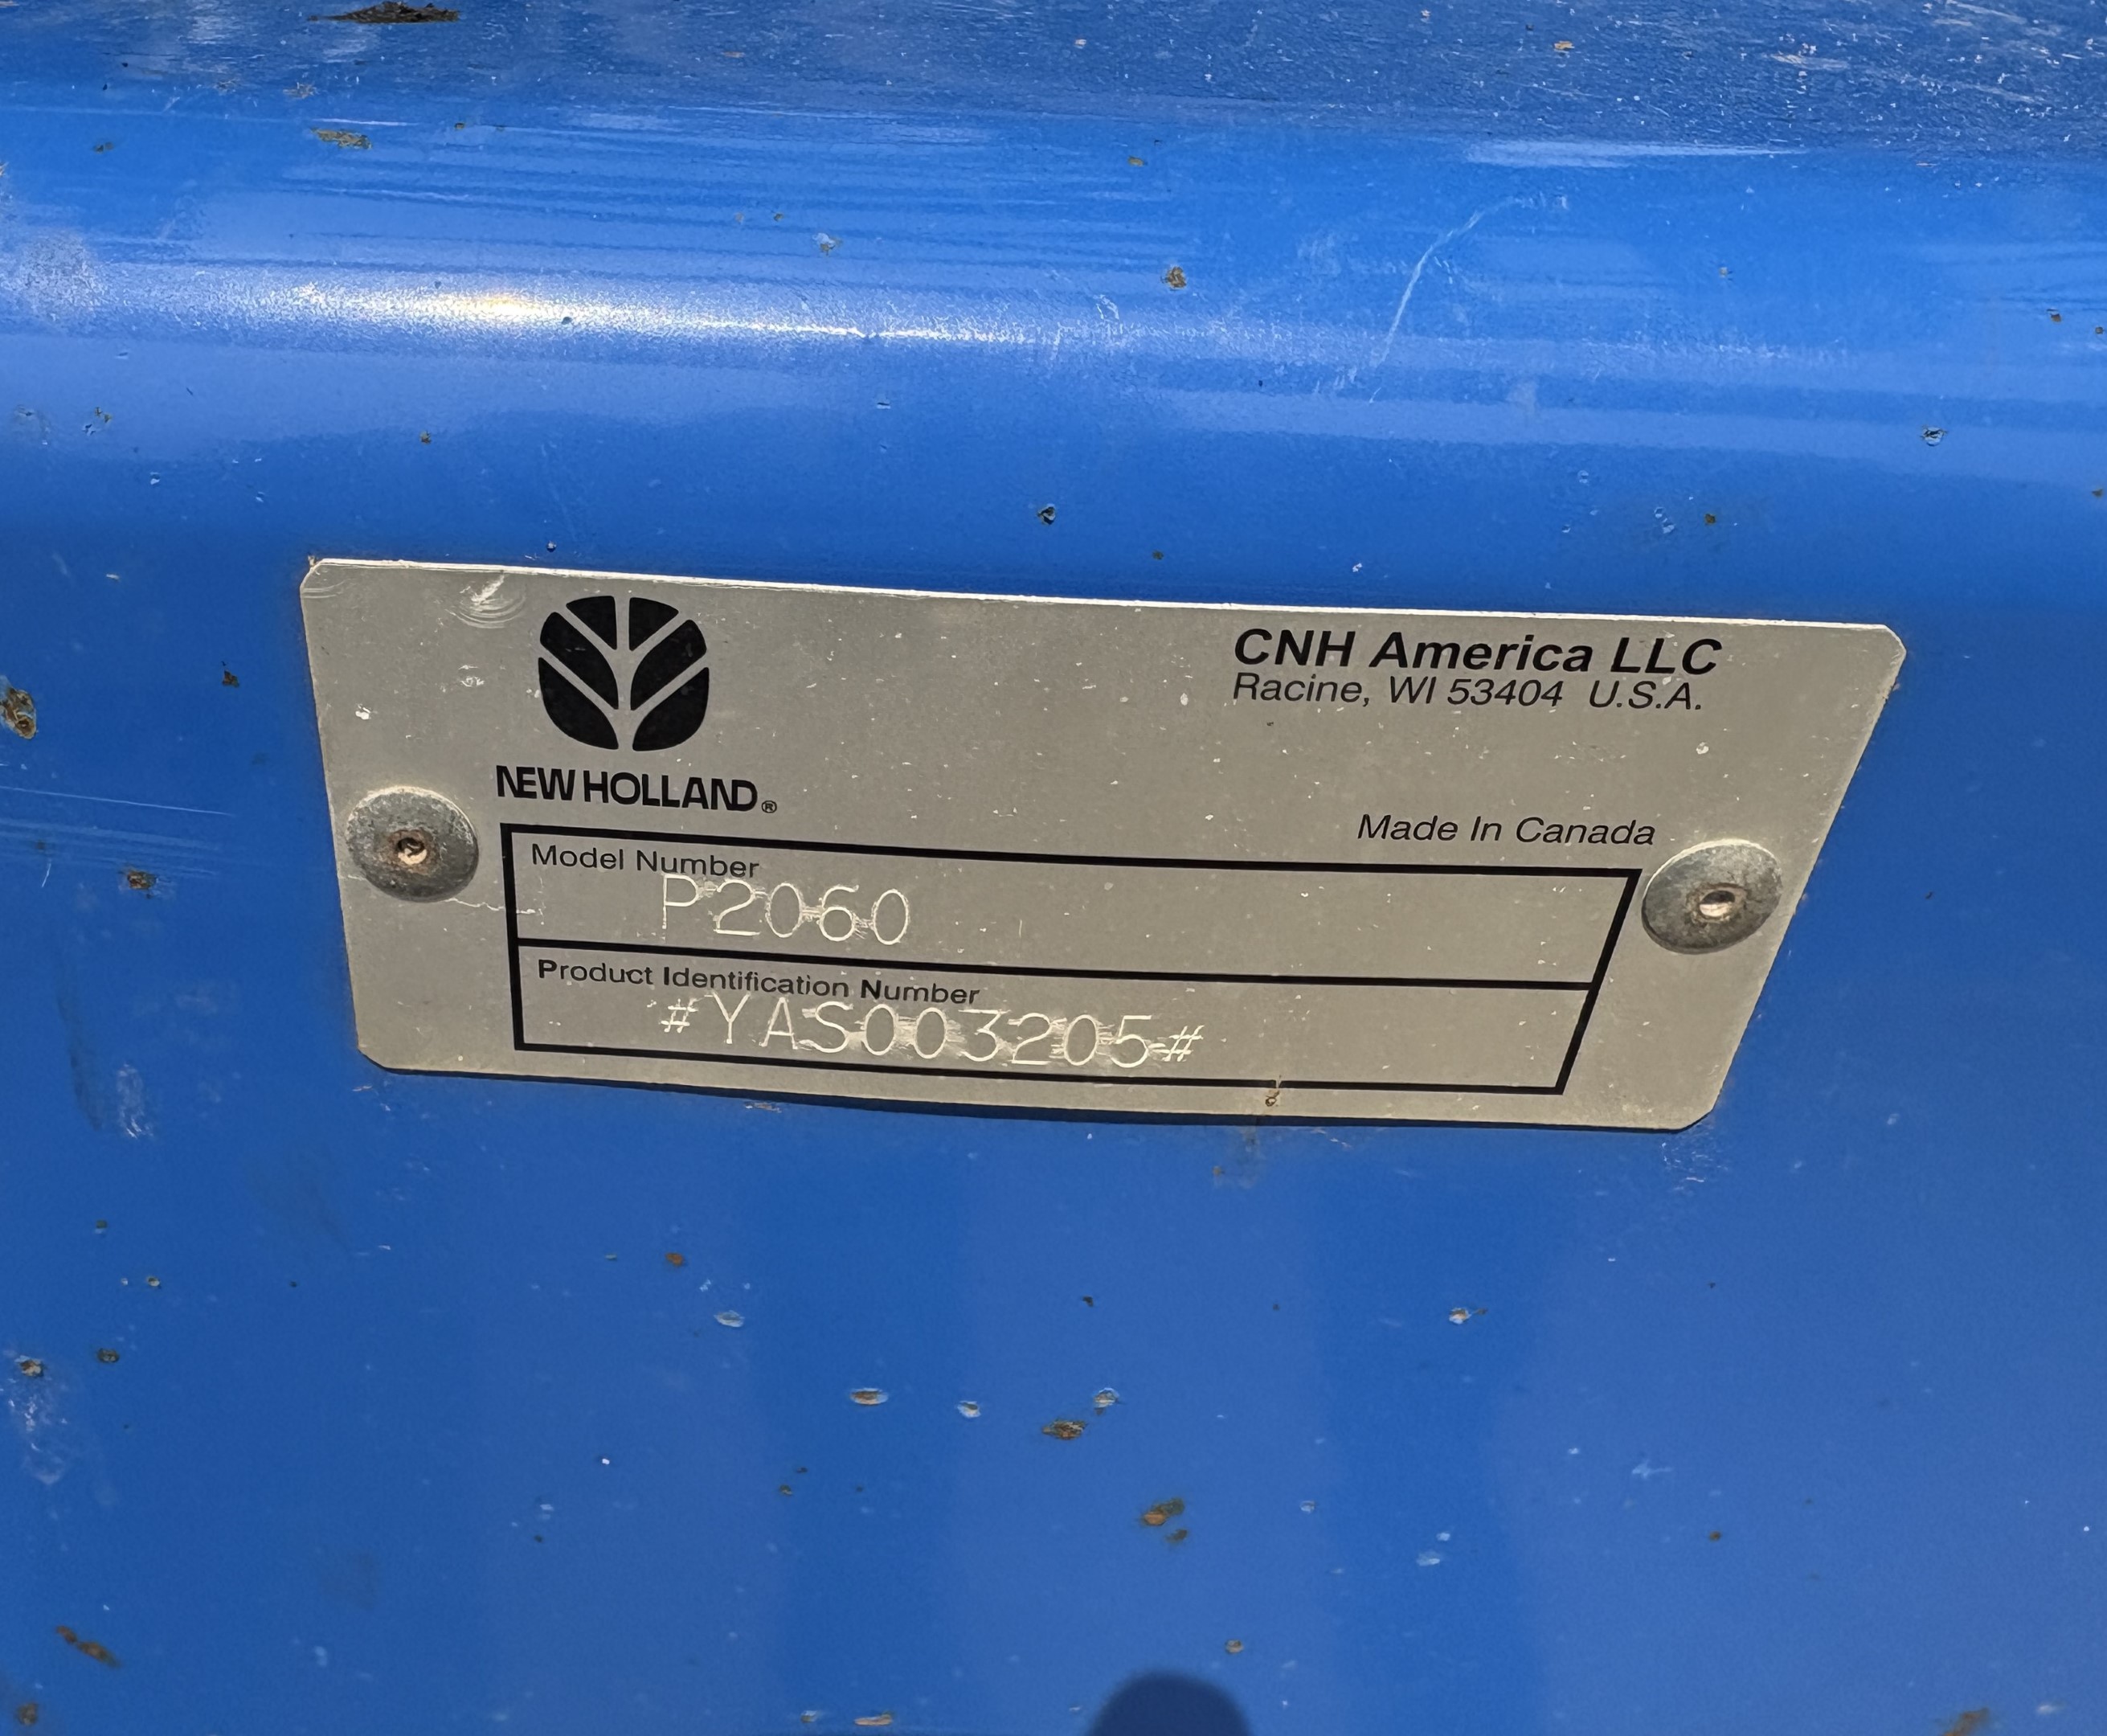 NEW HOLLAND®
CNH America LLC
Racine, WI 53404 U.S.A.
Made In Canada
Model Number
P2060
Product Identification Number
#YAS003205#